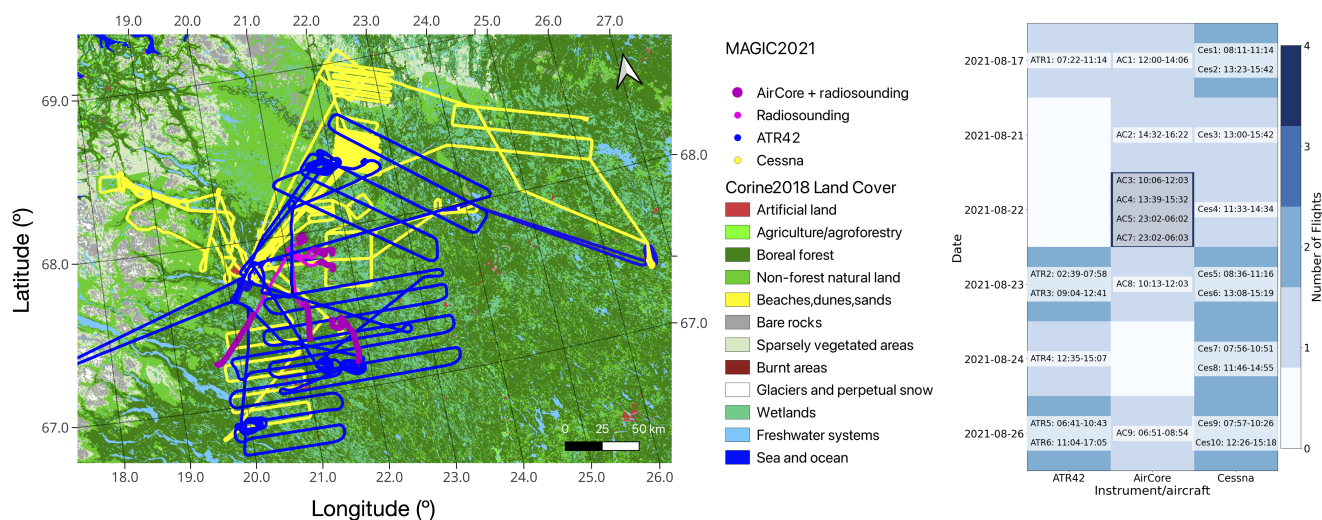 19.0 20.0 21.0 22.0 23.0 24.0 25.0 26.0 27.0
69.0
68.0
67.0
68.0
67.0
Latitude (º)
0 25 50 km
18.0 19.0 20.0 21.0 22.0 23.0 24.0 25.0 26.0
Longitude (º)
MAGIC2021
AirCore + radiosounding
Radiosounding
ATR42
Cessna
Corine2018 Land Cover
Artificial land
Agriculture/agroforestry
Boreal forest
Non-forest natural land
Beaches,dunes,sands
Bare rocks
Sparsely vegetated areas
Burnt areas
Glaciers and perpetual snow
Wetlands
Freshwater systems
Sea and ocean
Date
2021-08-17
ATR1: 07:22-11:14
AC1: 12:00-14:06
Ces1: 08:11-11:14
Ces2: 13:23-15:42
2021-08-21
AC2: 14:32-16:22
Ces3: 13:00-15:42
2021-08-22
AC3: 10:06-12:03
AC4: 13:39-15:32
AC5: 23:02-06:02
AC7: 23:02-06:03
Ces4: 11:33-14:34
2021-08-23
ATR2: 02:39-07:58
ATR3: 09:04-12:41
AC8: 10:13-12:03
Ces5: 08:36-11:16
Ces6: 13:08-15:19
2021-08-24
ATR4: 12:35-15:07
Ces7: 07:56-10:51
Ces8: 11:46-14:55
2021-08-26
ATR5: 06:41-10:43
ATR6: 11:04-17:05
AC9: 06:51-08:54
Ces9: 07:57-10:26
Ces10: 12:26-15:18
ATR42 AirCore Cessna
Instrument/aircraft
4
3
2
1
0
Number of Flights